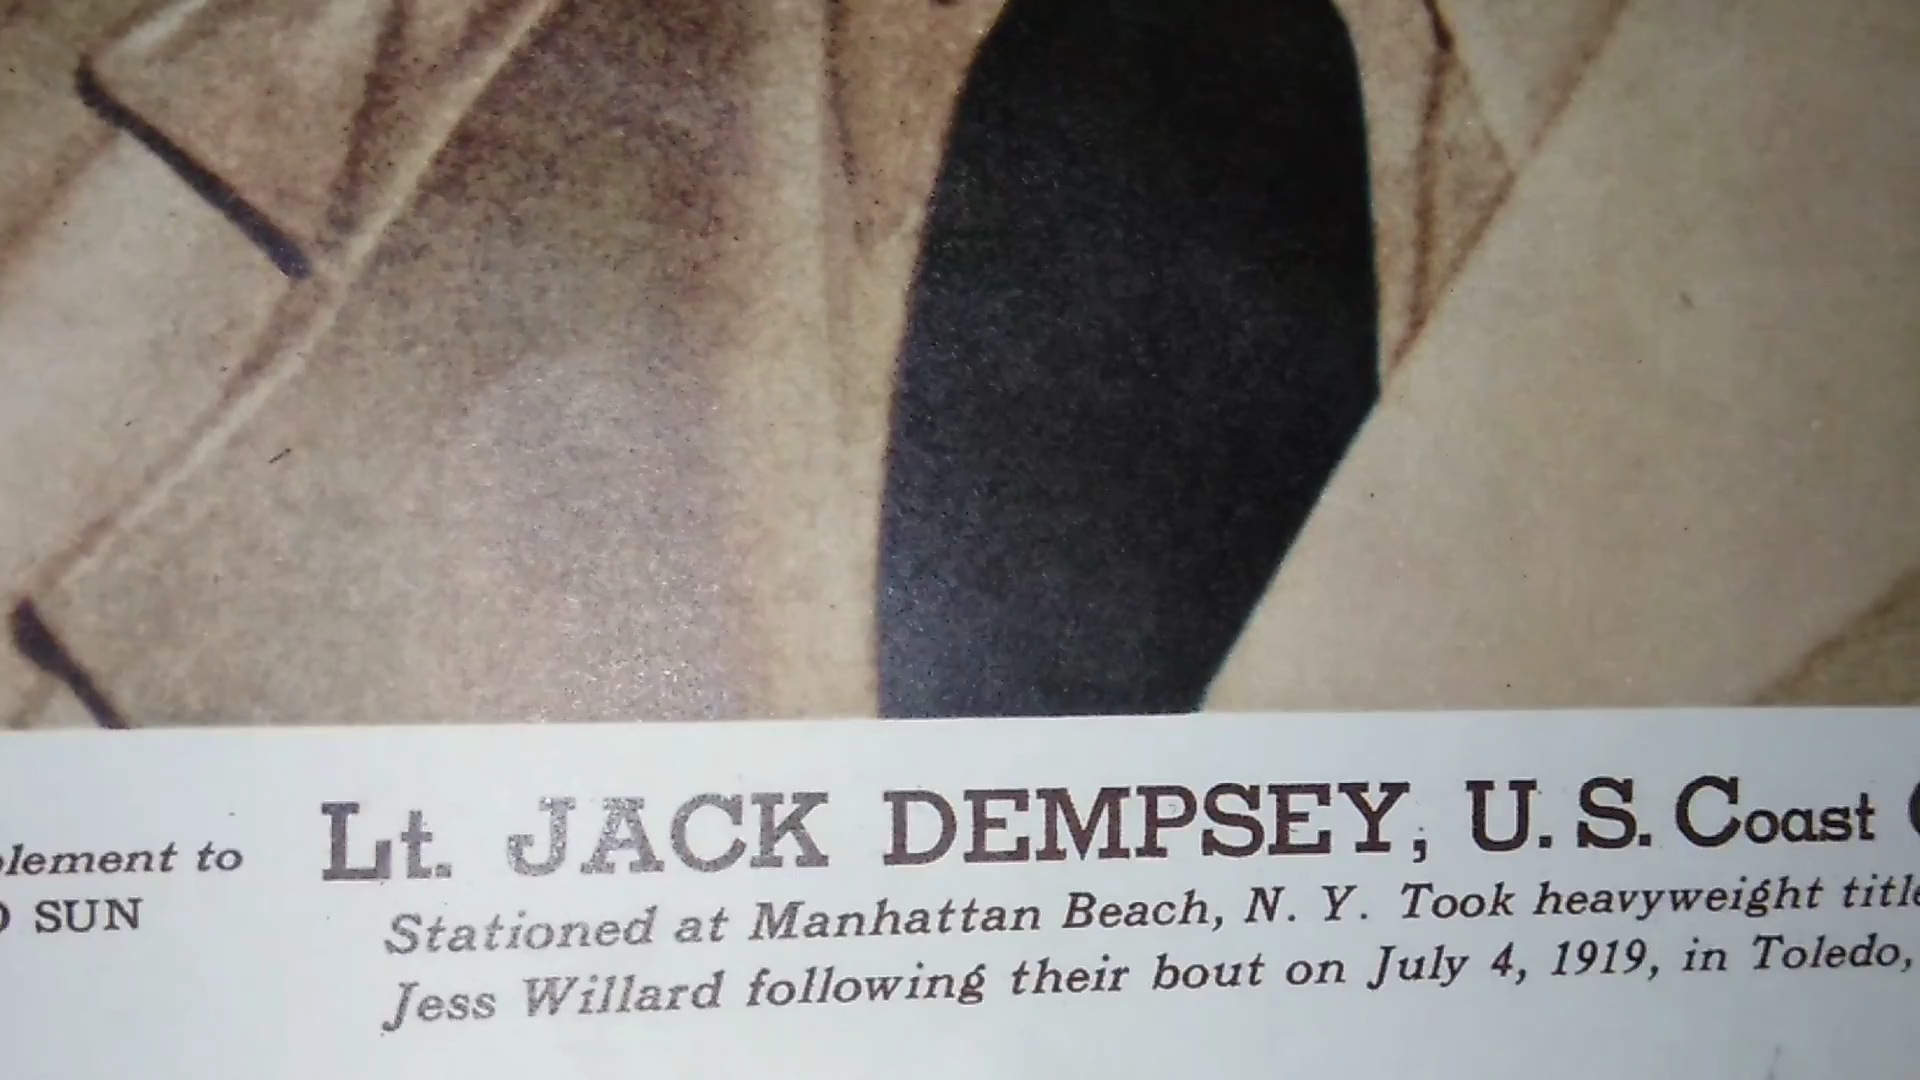 Lt. JACK DEMPSEY, U. S. Coast
to
SUN
Stationed at Manhattan Beach, N. Y. Took heavyweight title
Jess Willard following their bout on July 4, 1919, in Toledo,